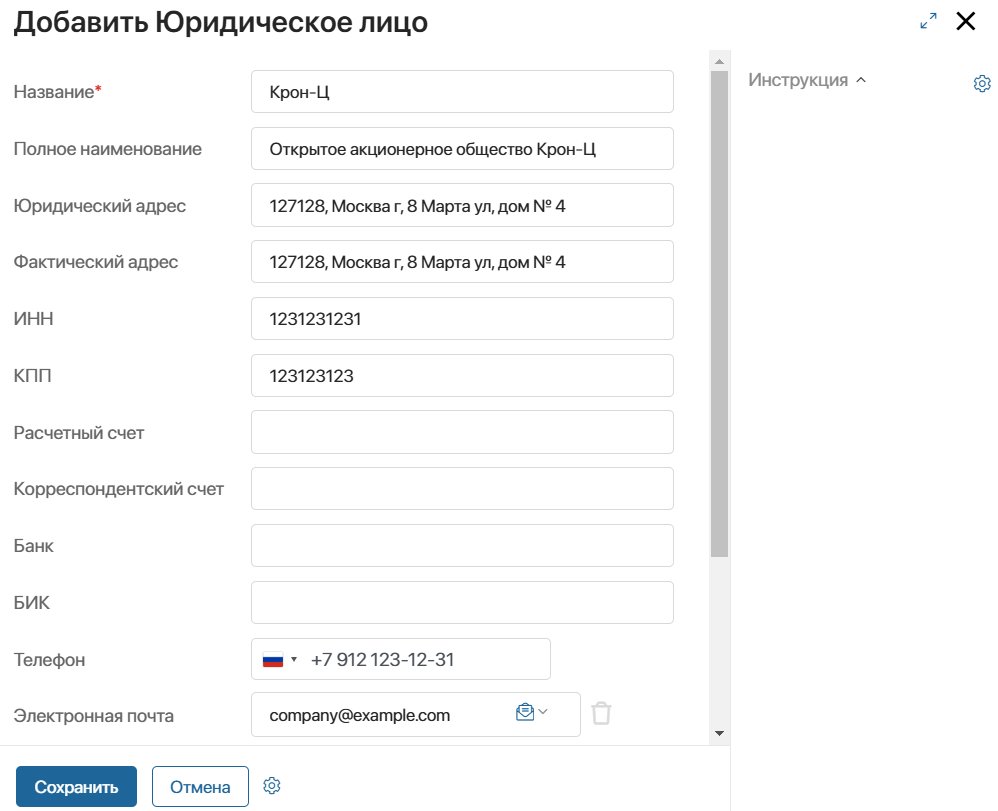 Добавить Юридическое лицо
Инструкция
Название* Крон-Ц
Полное наименование Открытое акционерное общество Крон-Ц
Юридический адрес 127128, Москва г, 8 Марта ул, дом № 4
Фактический адрес 127128, Москва г, 8 Марта ул, дом № 4
ИНН 1231231231
КПП 123123123
Расчетный счет
Корреспондентский счет
Банк
БИК
Телефон +7 912 123-12-31
Электронная почта company@example.com
Сохранить Отмена